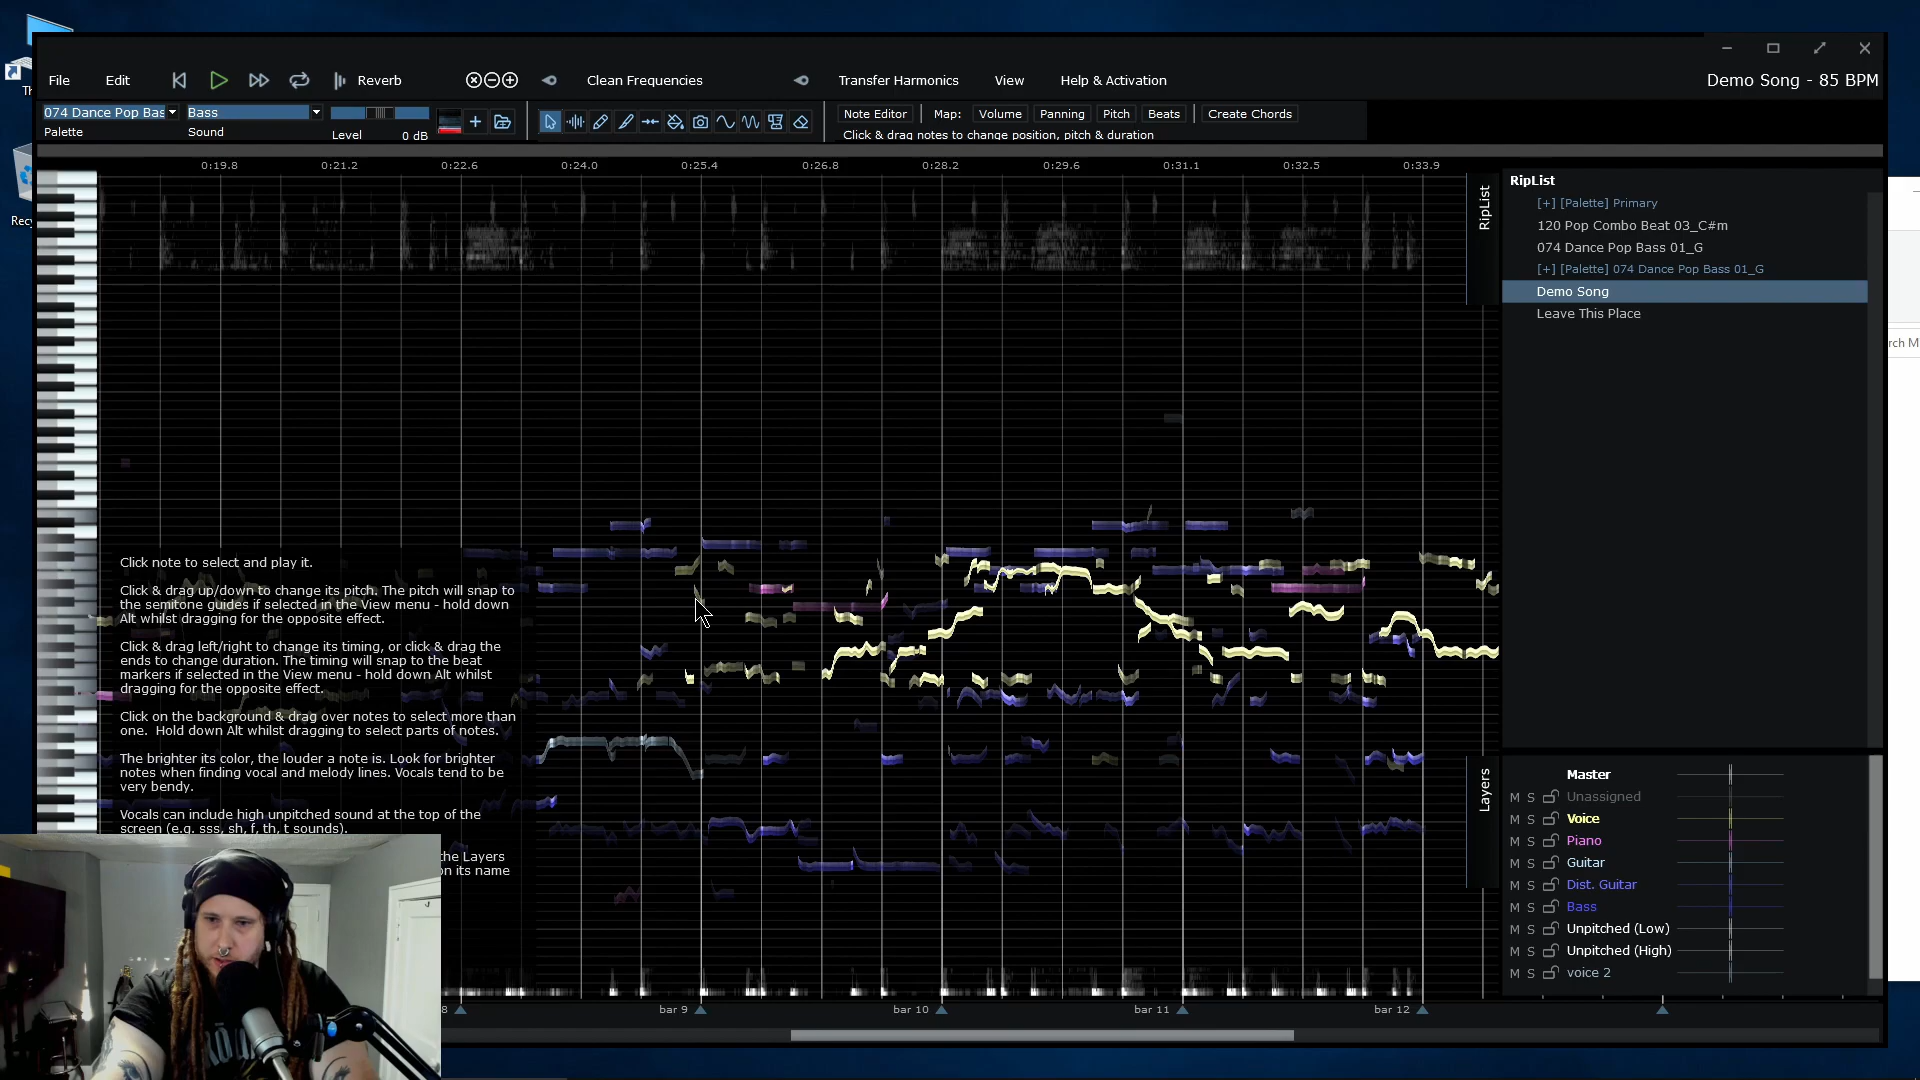 File Edit Reverb Clean Frequencies Transfer Harmonics View Help & Activation
Demo Song - 85 BPM
074 Dance Pop Bas Bass
Palette Sound Level 0 dB
Note Editor Map: Volume Panning Pitch Beats Create Chords
Click & drag notes to change position, pitch & duration
0:19.8 0:21.2 0:22.6 0:24.0 0:25.4 0:26.8 0:28.2 0:29.6 0:31.1 0:32.5 0:33.9
Click note to select and play it.
Click & drag up/down to change its pitch. The pitch will snap to
the semitone guides if selected in the View menu - hold down
Alt whilst dragging for the opposite effect.
Click & drag left/right to change its timing, or click & drag the
ends to change duration. The timing will snap to the beat
markers if selected in the View menu - hold down Alt whilst
dragging for the opposite effect.
Click on the background & drag over notes to select more than
one. Hold down Alt whilst dragging to select parts of notes.
The brighter its color, the louder a note is. Look for brighter
notes when finding vocal and melody lines. Vocals tend to be
very bendy.
Vocals can include high unpitched sound at the top of the
screen (e.g. sss, sh, f, th, t sounds).
the Layers
on its name
8 bar 9 bar 10 bar 11 bar 12
RipList
RipList
[+] [Palette] Primary
120 Pop Combo Beat 03_C#m
074 Dance Pop Bass 01_G
[+] [Palette] 074 Dance Pop Bass 01_G
Demo Song
Leave This Place
Layers
Master
M S Unassigned
M S Voice
M S Piano
M S Guitar
M S Dist. Guitar
M S Bass
M S Unpitched (Low)
M S Unpitched (High)
M S voice 2
Th
Recy
rch M